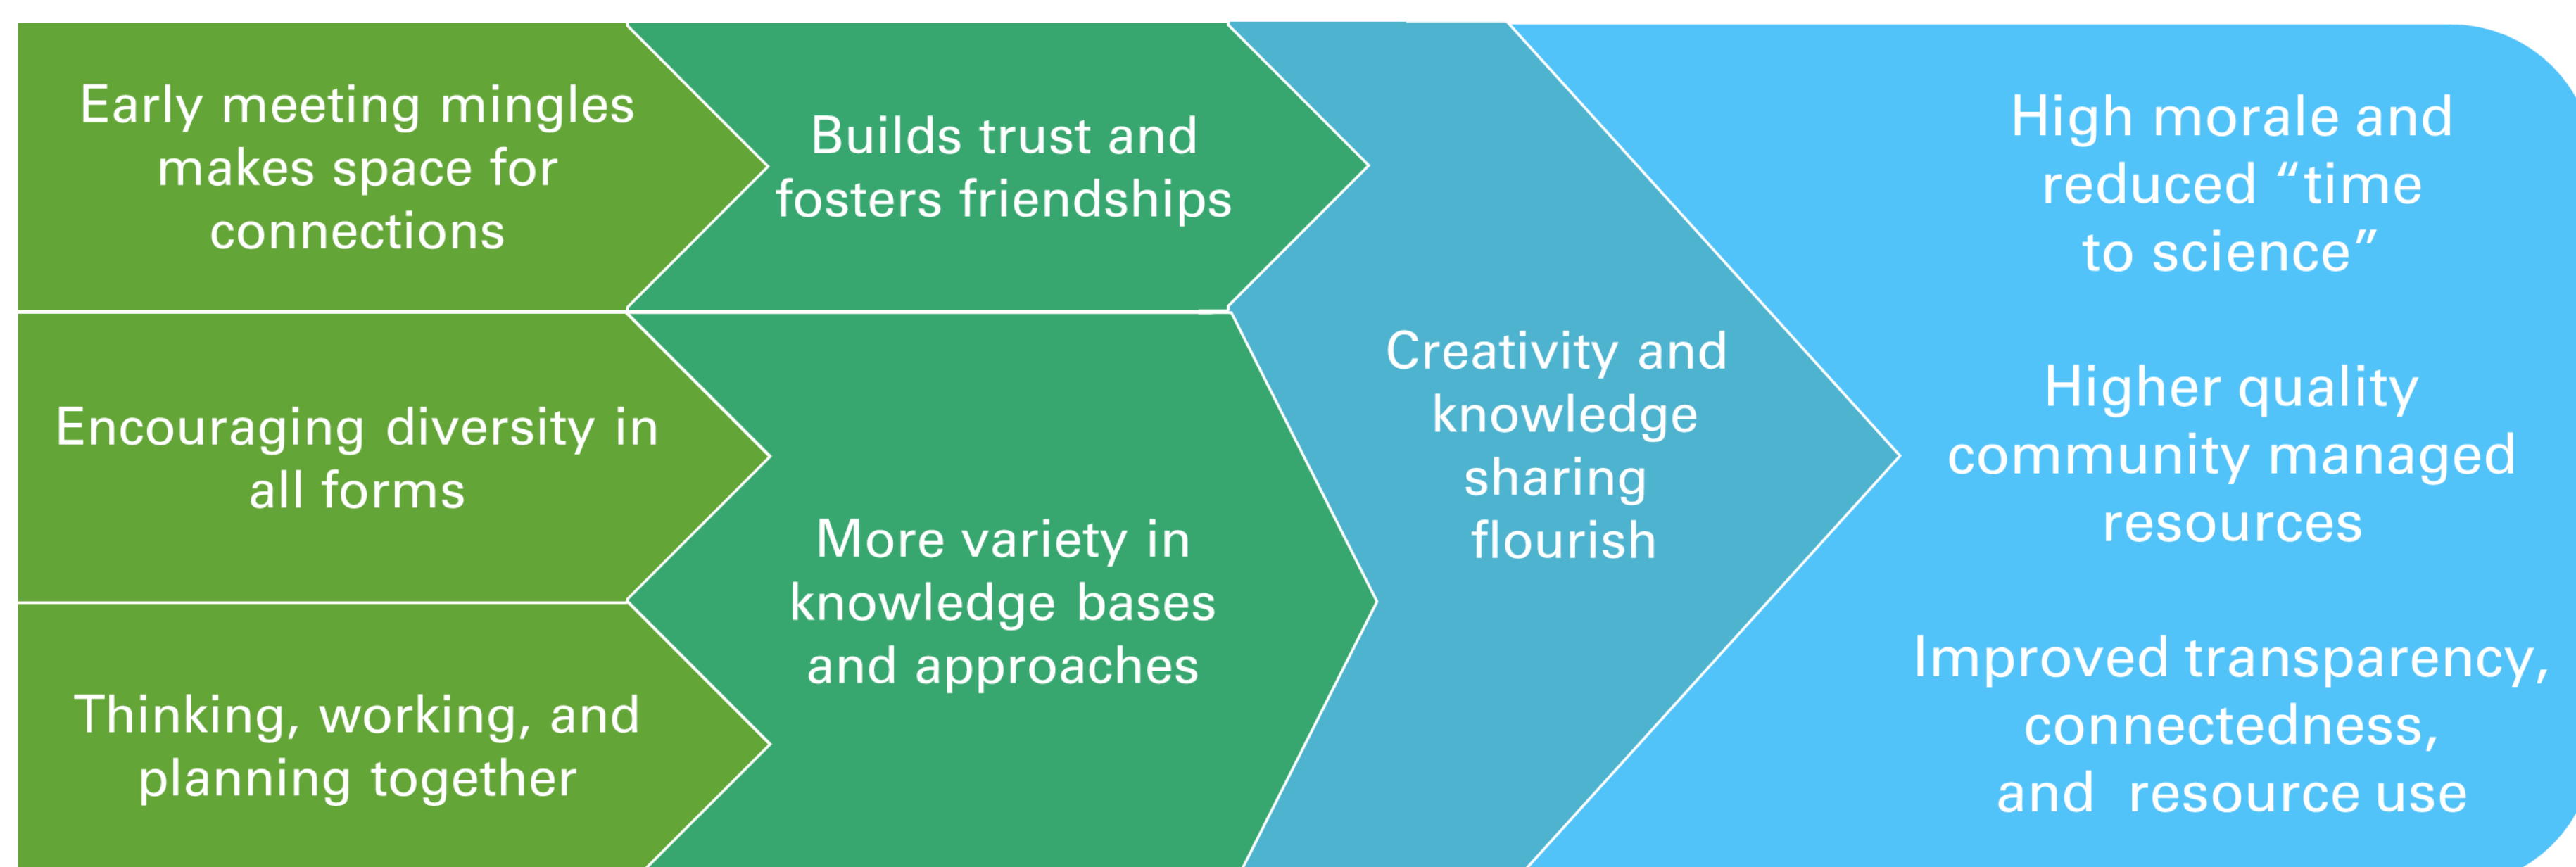 Early meeting mingles
makes space for
connections
Encouraging diversity in
all forms
Thinking, working, and
planning together
Builds trust and
fosters friendships
More variety in
knowledge bases
and approaches
Creativity and
knowledge
sharing
flourish
High morale and
reduced “time
to science”
Higher quality
community managed
resources
Improved transparency,
connectedness,
and resource use